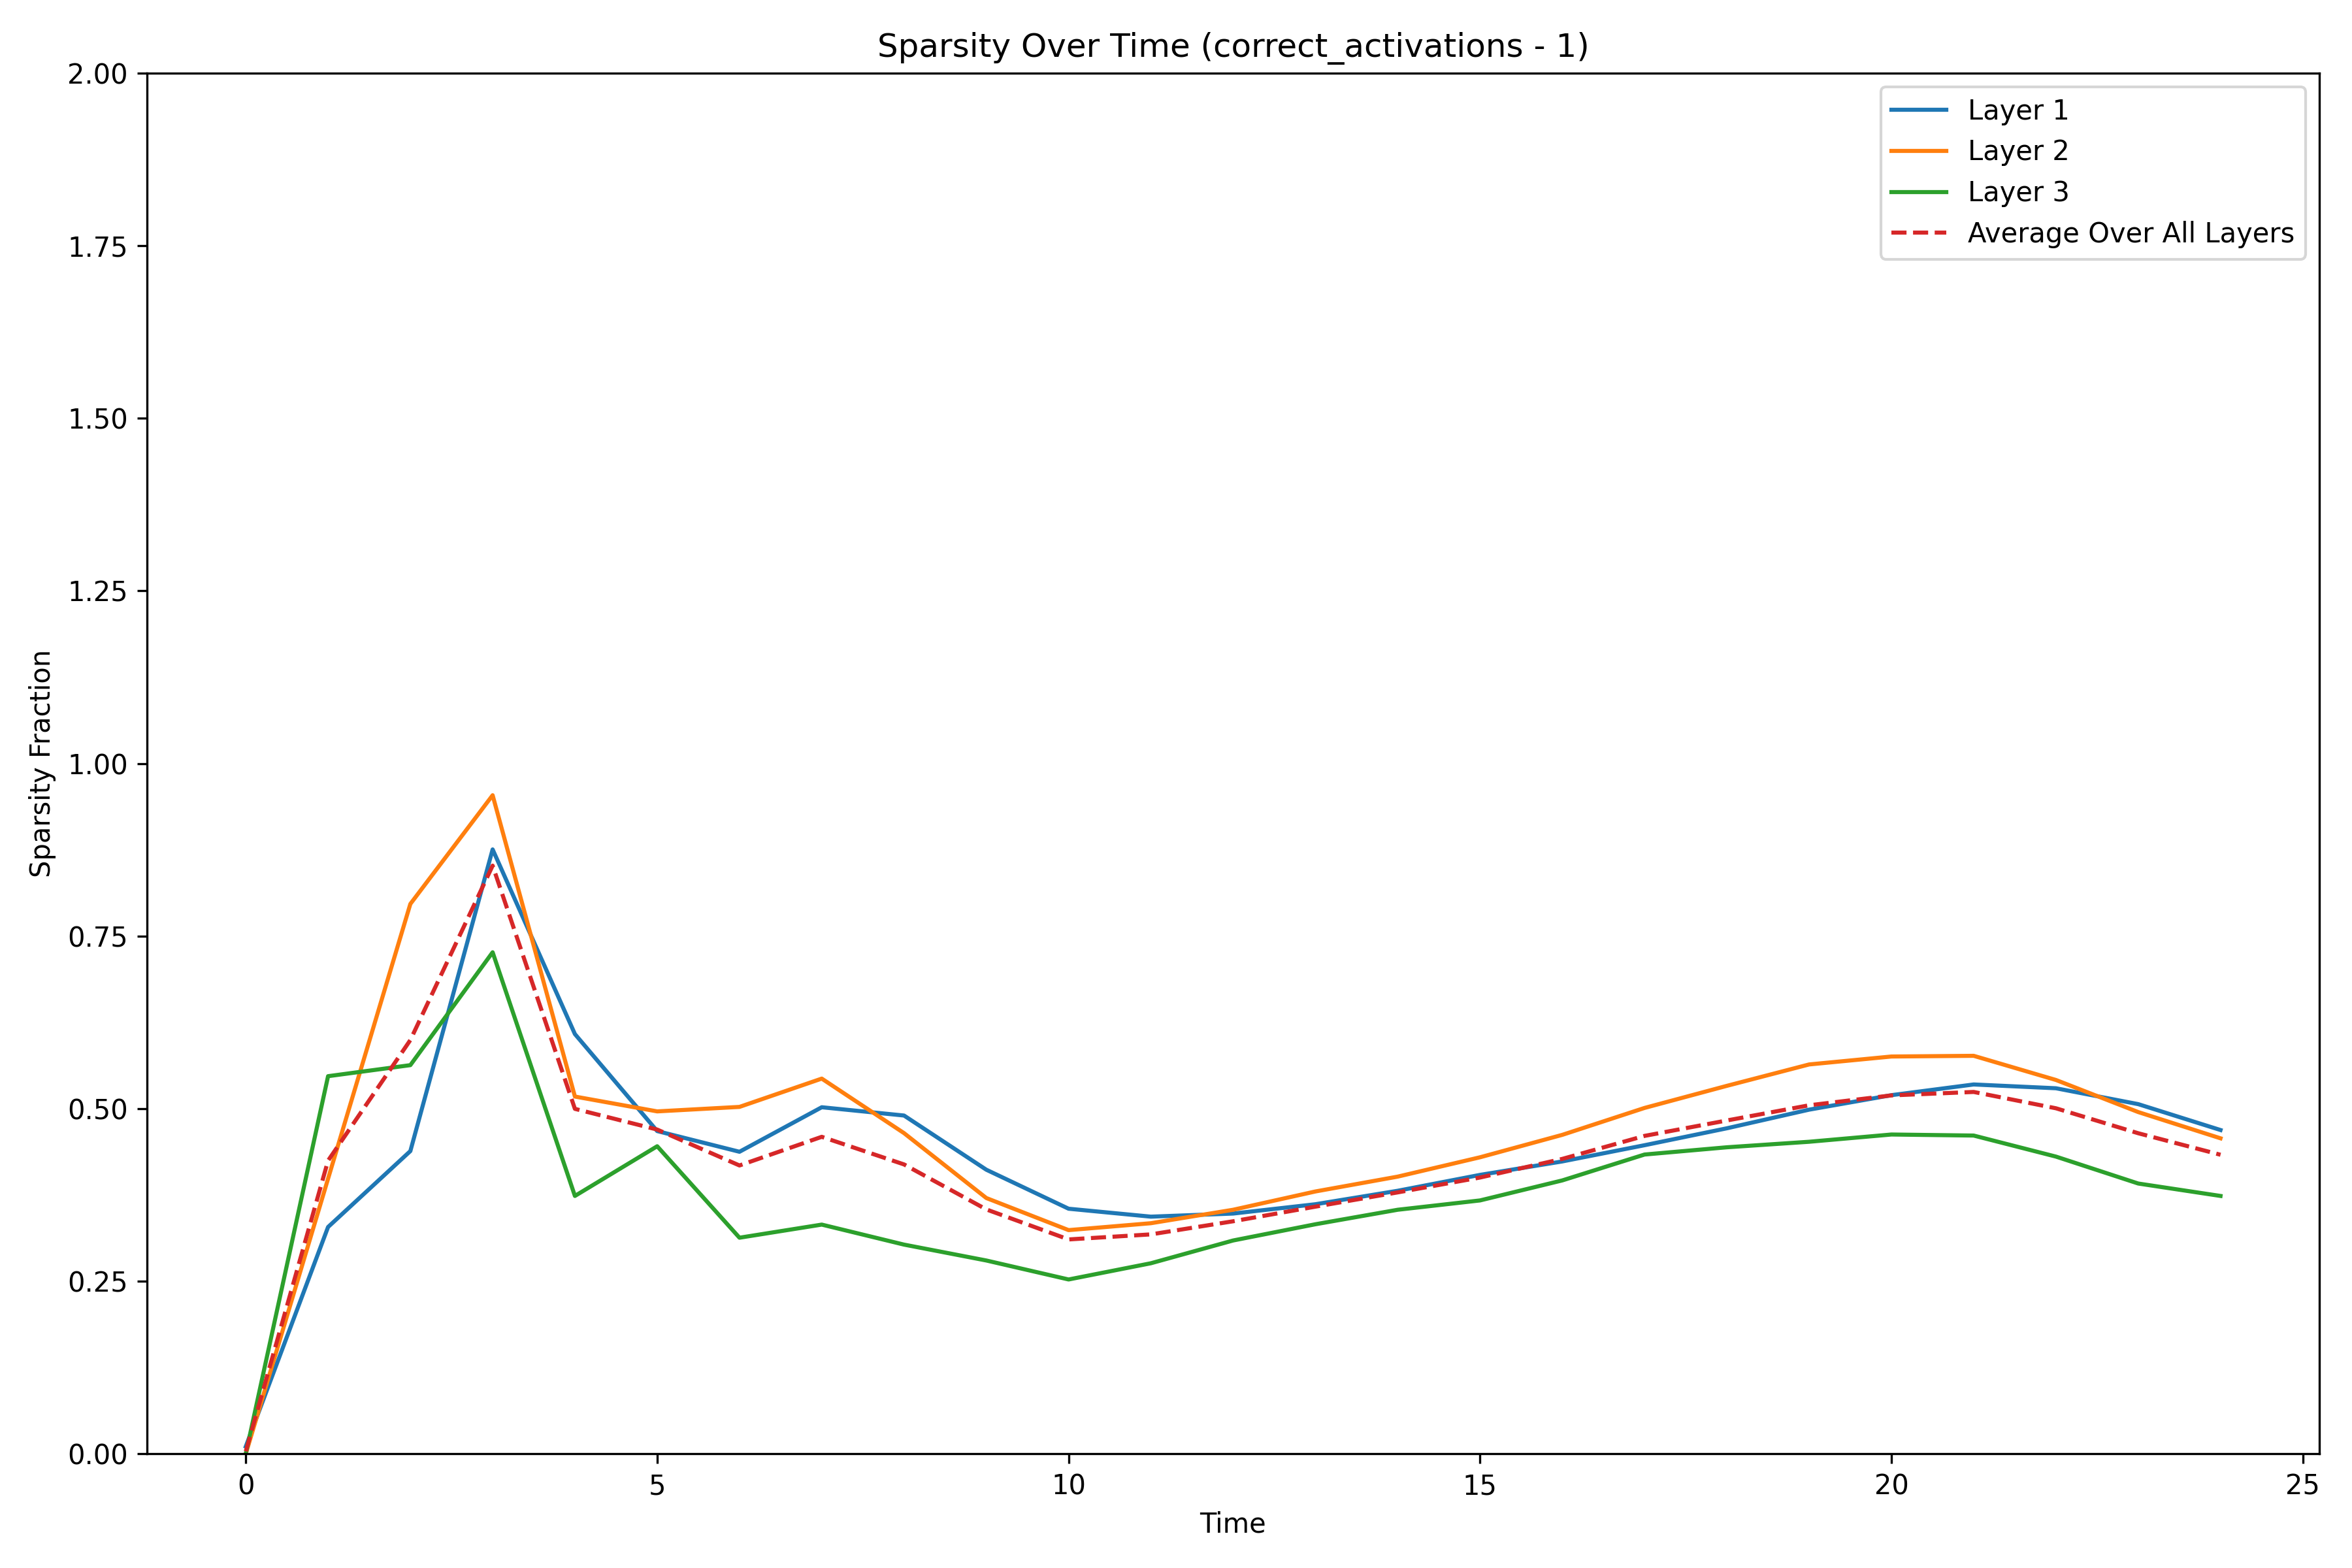 Sparsity Over Time (correct_activations - 1)
2.00
1.75
1.50
1.25
1.00
0.75
0.50
0.25
0.00
Sparsity Fraction
Layer 1
Layer 2
Layer 3
Average Over All Layers
0 5 10 15 20 25
Time